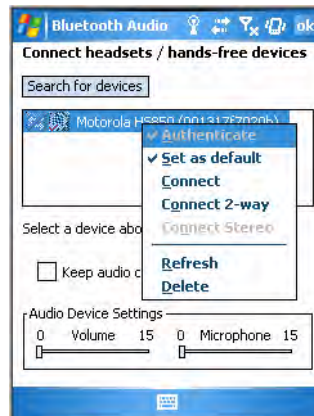 Bluetooth Audio ok
Connect headsets / hands-free devices
Search for devices
Motorola HS850 (001317f7020b)
Authenticate
Set as default
Connect
Connect 2-way
Connect Stereo
Refresh
Delete
Select a device abo
Keep audio c
Audio Device Settings
0 Volume 15 0 Microphone 15